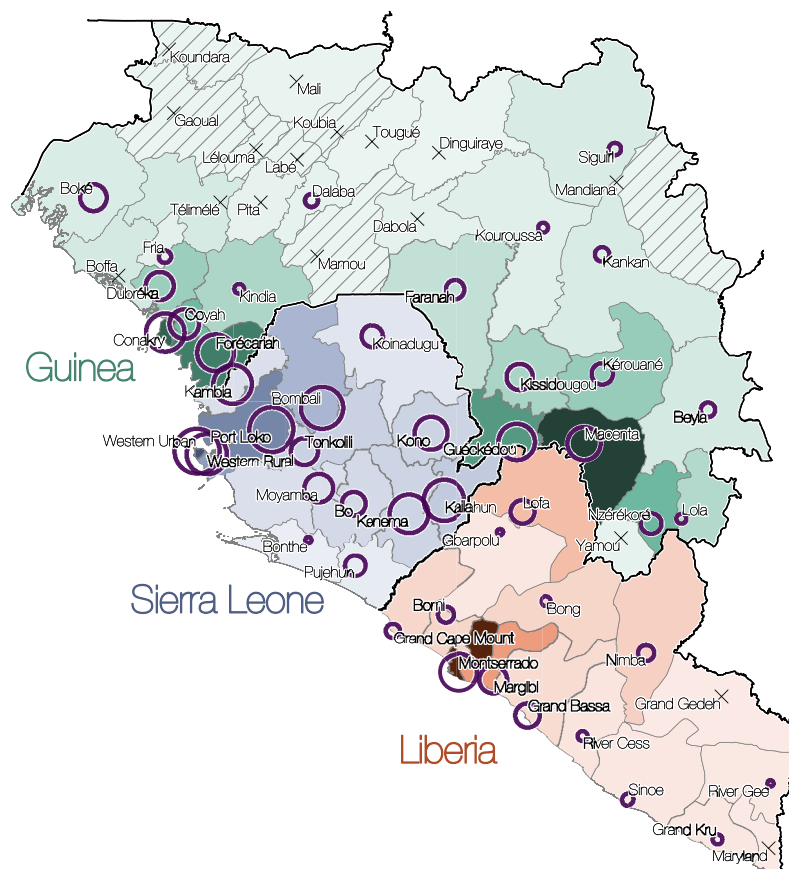 Koundara
Mali
Gaoual
Koubia
Tougué
Dinguiraye
Lélouma
Labé
Siguiri
Mandiana
Boké
Dalaba
Télimélé
Pita
Dabola
Kouroussa
Fria
Mamou
Kankan
Boffa
Dubréka
Kindia
Faranah
Coyah
Conakry
Forécariah
Koinadugu
Guinea
Kérouané
Kissidougou
Kambia
Bombali
Beyla
Port Loko
Western Urban
Tonkolili
Kono
Guéckédou
Macenta
Western Rural
Moyamba
Bo
Kenema
Kailahun
Lofa
Nzérékoré
Lola
Gbarpolu
Yamou
Bonthe
Pujehun
Sierra Leone
Bomi
Bong
Grand Cape Mount
Montserrado
Nimba
Margibi
Grand Gedeh
Grand Bassa
Liberia
River Cess
Sinoe
River Gee
Grand Kru
Maryland